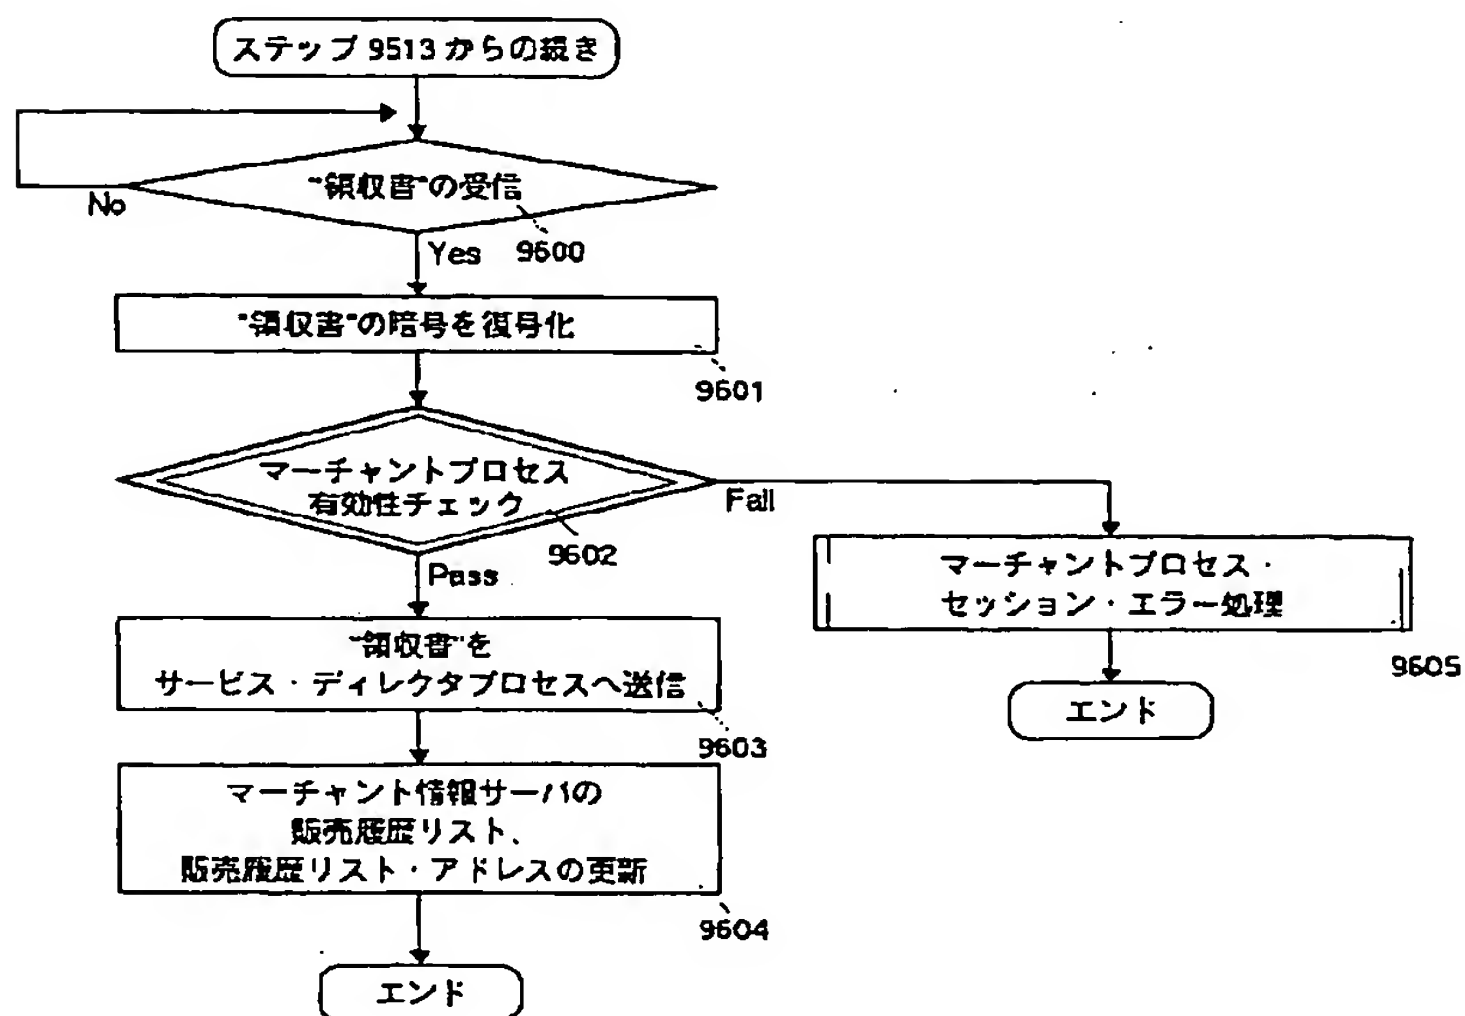 ステップ 9513 からの続き
"領収書"の受信
No
Yes
9600
"領収書"の暗号を復号化
9601
マーチャントプロセス
有効性チェック
Fail
9602
Pass
マーチャントプロセス・
セッション・エラー処理
9605
エンド
"領収書"を
サービス・ディレクタプロセスへ送信
9603
マーチャント情報サーバの
販売履歴リスト、
販売履歴リスト・アドレスの更新
9604
エンド